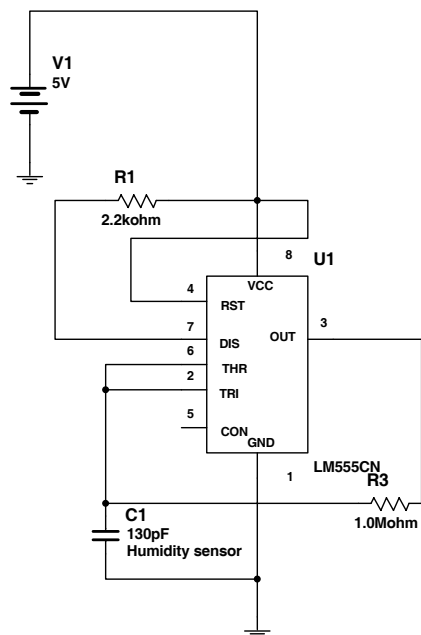 V1
5V
R1
2.2kohm
8
U1
VCC
4
RST
3
7
DIS
OUT
6
THR
2
TRI
5
CON
GND
1
LM555CN
R3
1.0Mohm
C1
130pF
Humidity sensor